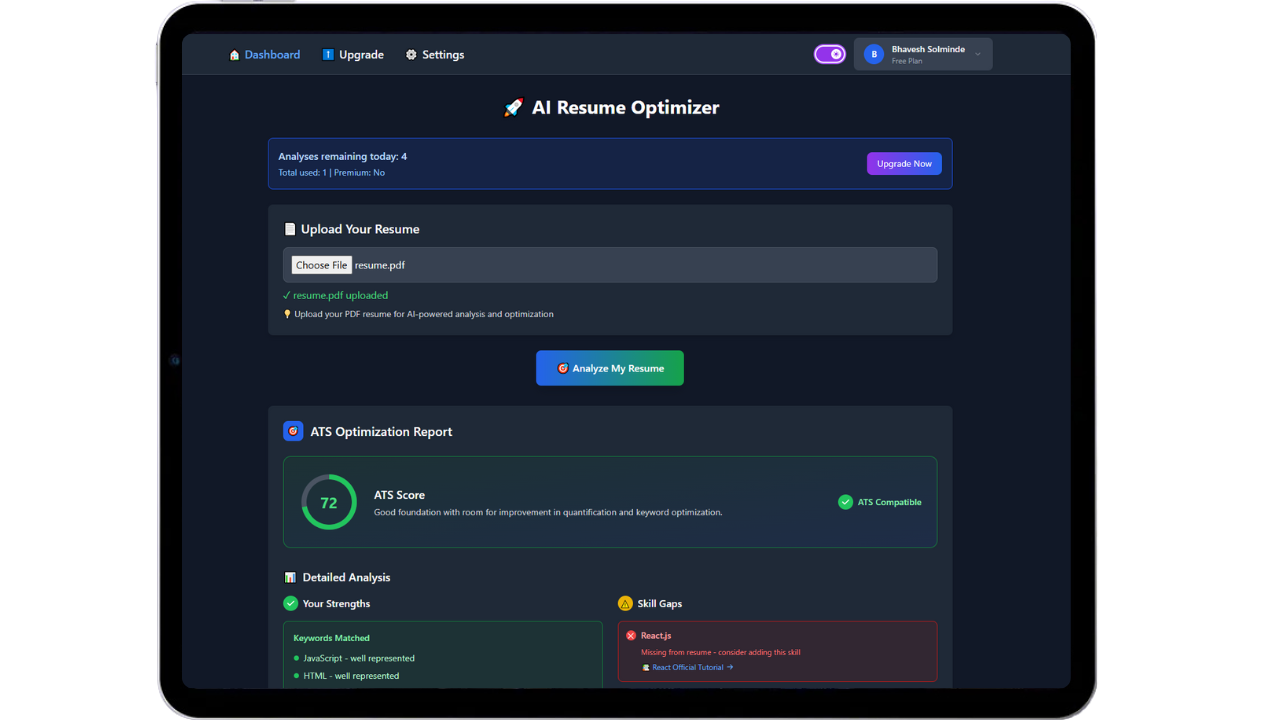 Dashboard
Upgrade
Settings
B
Bhavesh Solminde
Free Plan
AI Resume Optimizer
Analyses remaining today: 4
Total used: 1 | Premium: No
Upgrade Now
Upload Your Resume
Choose File resume.pdf
✓ resume.pdf uploaded
Upload your PDF resume for AI-powered analysis and optimization
Analyze My Resume
ATS Optimization Report
72
ATS Score
Good foundation with room for improvement in quantification and keyword optimization.
ATS Compatible
Detailed Analysis
Your Strengths
Keywords Matched
JavaScript - well represented
HTML - well represented
Skill Gaps
React.js
Missing from resume - consider adding this skill
React Official Tutorial →